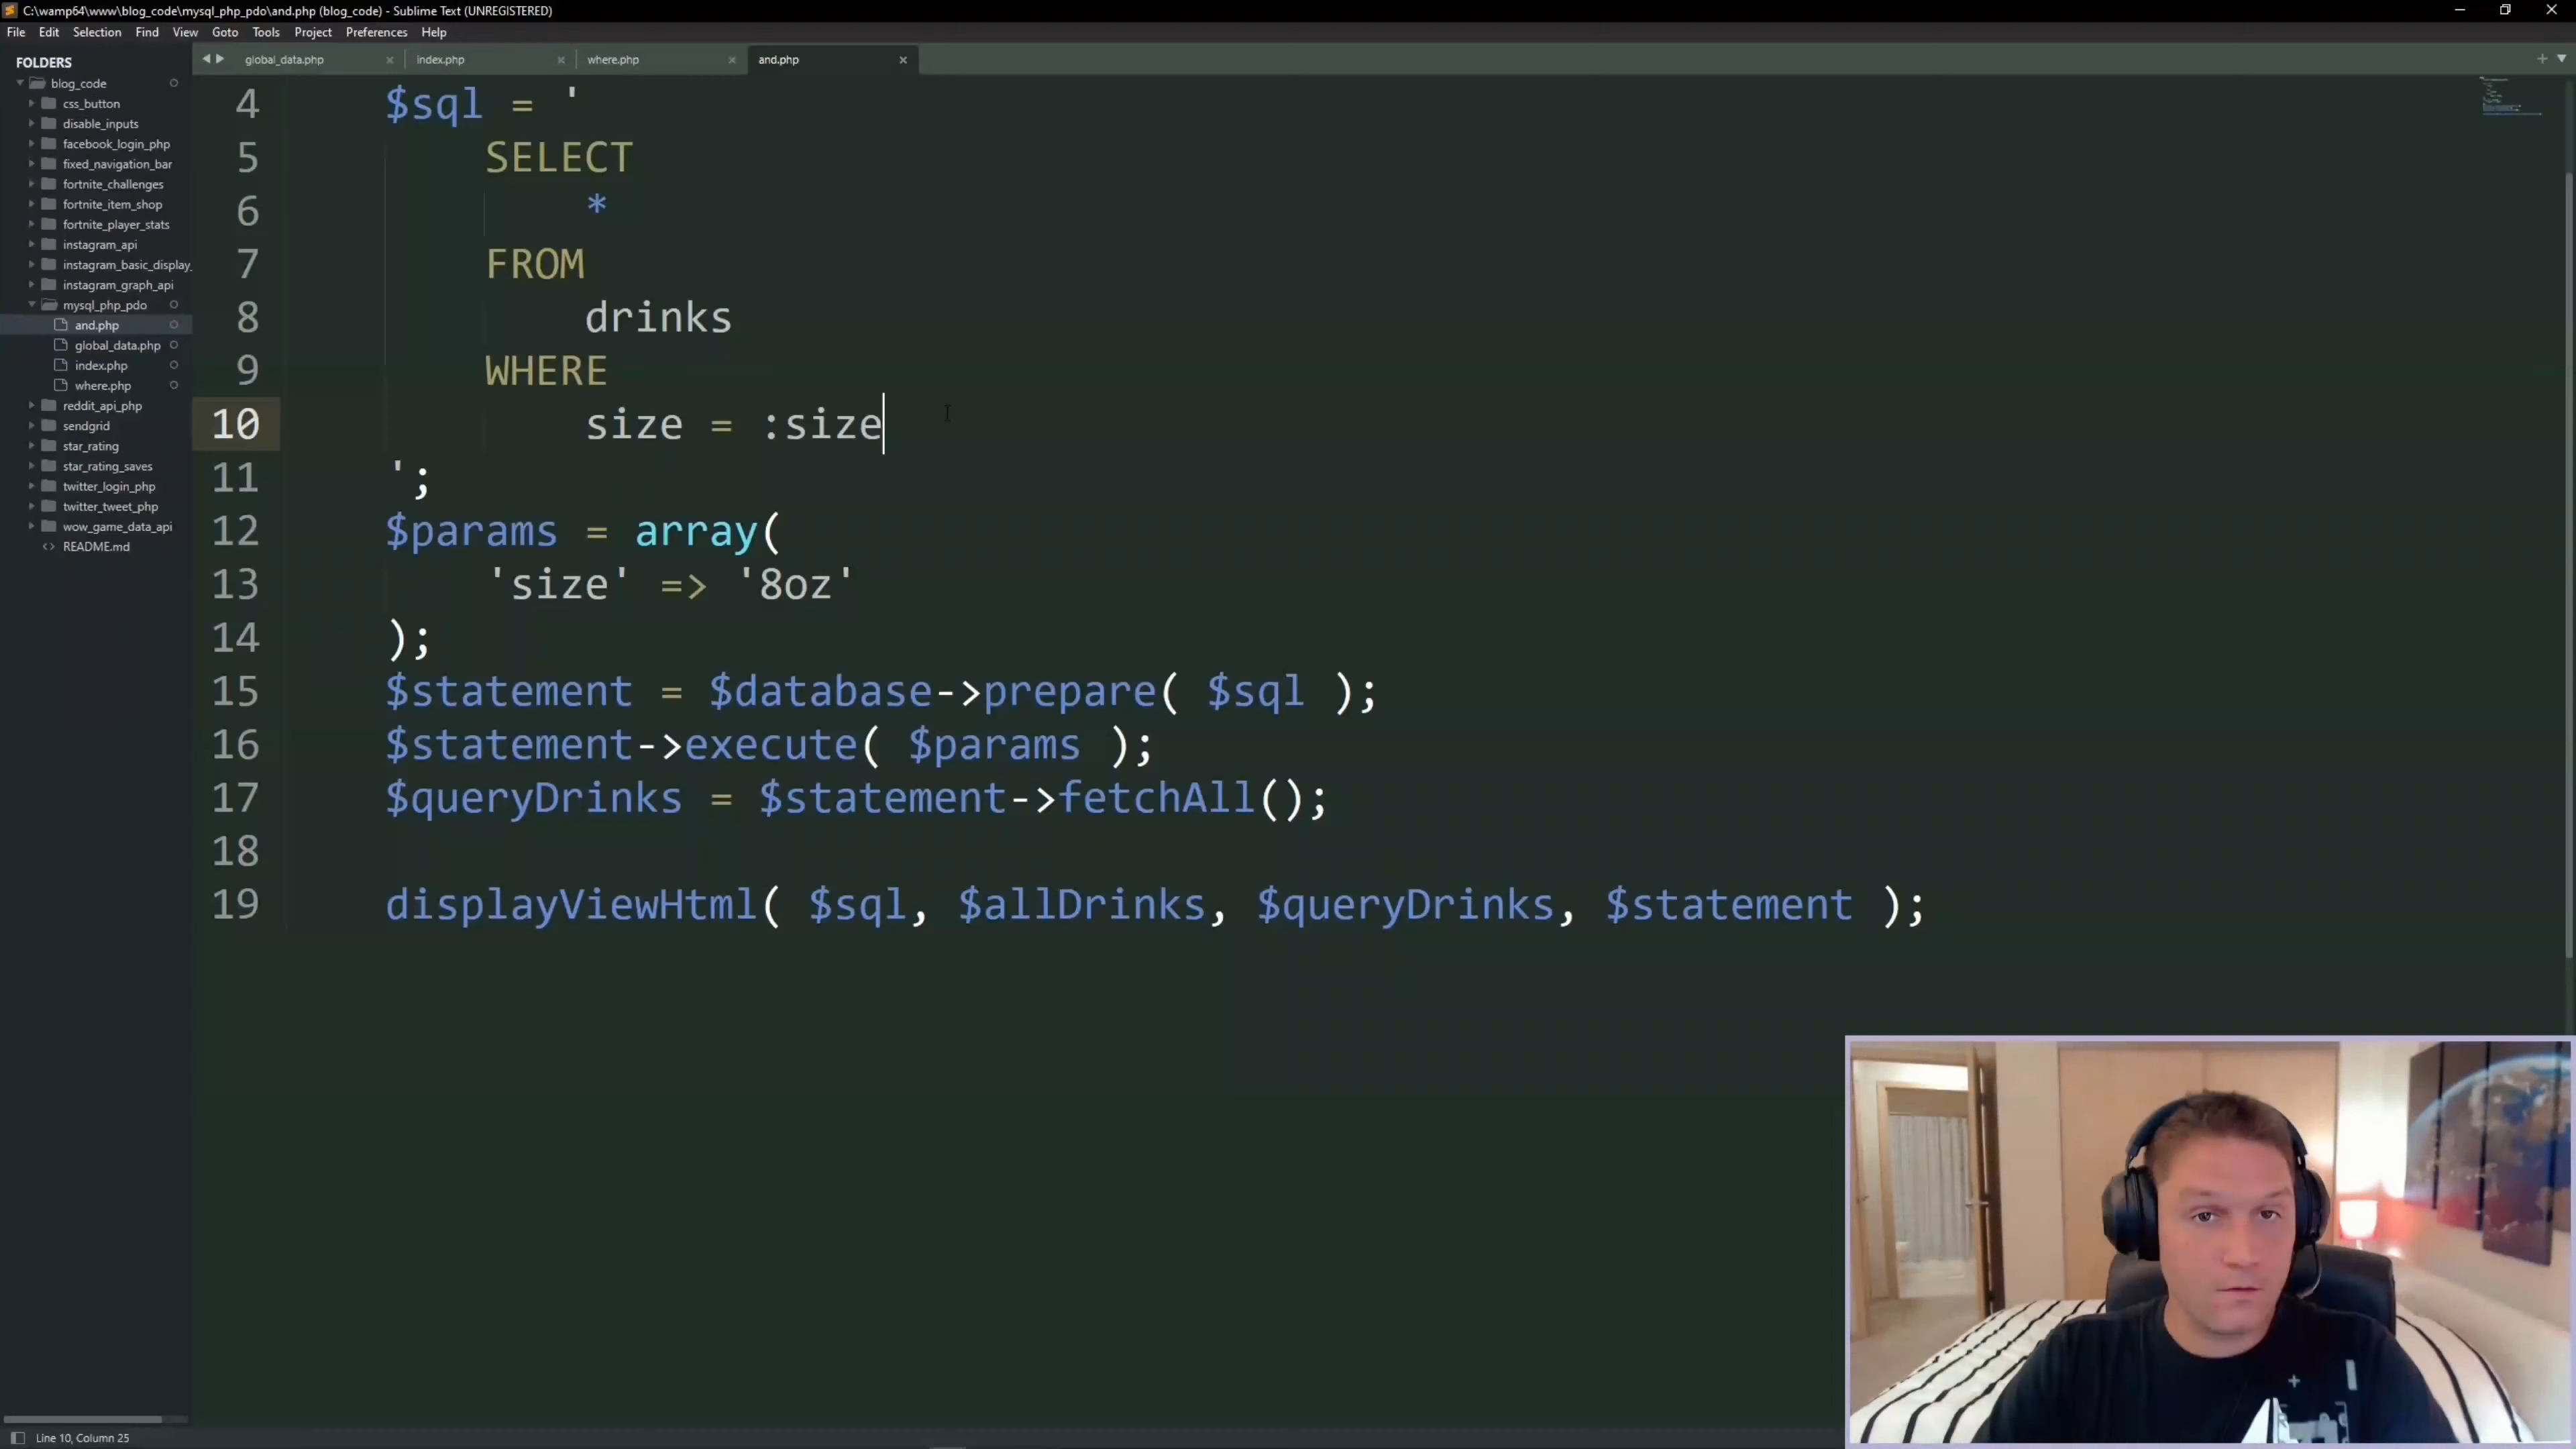 C:\wamp64\www\blog_code\mysql_php_pdo\and.php (blog_code) - Sublime Text (UNREGISTERED)
File Edit Selection Find View Goto Tools Project Preferences Help
FOLDERS
blog_code
css_button
disable_inputs
facebook_login_php
fixed_navigation_bar
fortnite_challenges
fortnite_item_shop
fortnite_player_stats
instagram_api
instagram_basic_display_
instagram_graph_api
mysql_php_pdo
and.php
global_data.php
index.php
where.php
reddit_api_php
sendgrid
star_rating
star_rating_saves
twitter_login_php
twitter_tweet_php
wow_game_data_api
README.md
global_data.php index.php where.php and.php
4 $sql = '
5 SELECT
6 *
7 FROM
8 drinks
9 WHERE
10 size = :size
11 ';
12 $params = array(
13 'size' => '8oz'
14 );
15 $statement = $database->prepare( $sql );
16 $statement->execute( $params );
17 $queryDrinks = $statement->fetchAll();
18
19 displayViewHtml( $sql, $allDrinks, $queryDrinks, $statement );
Line 10, Column 25